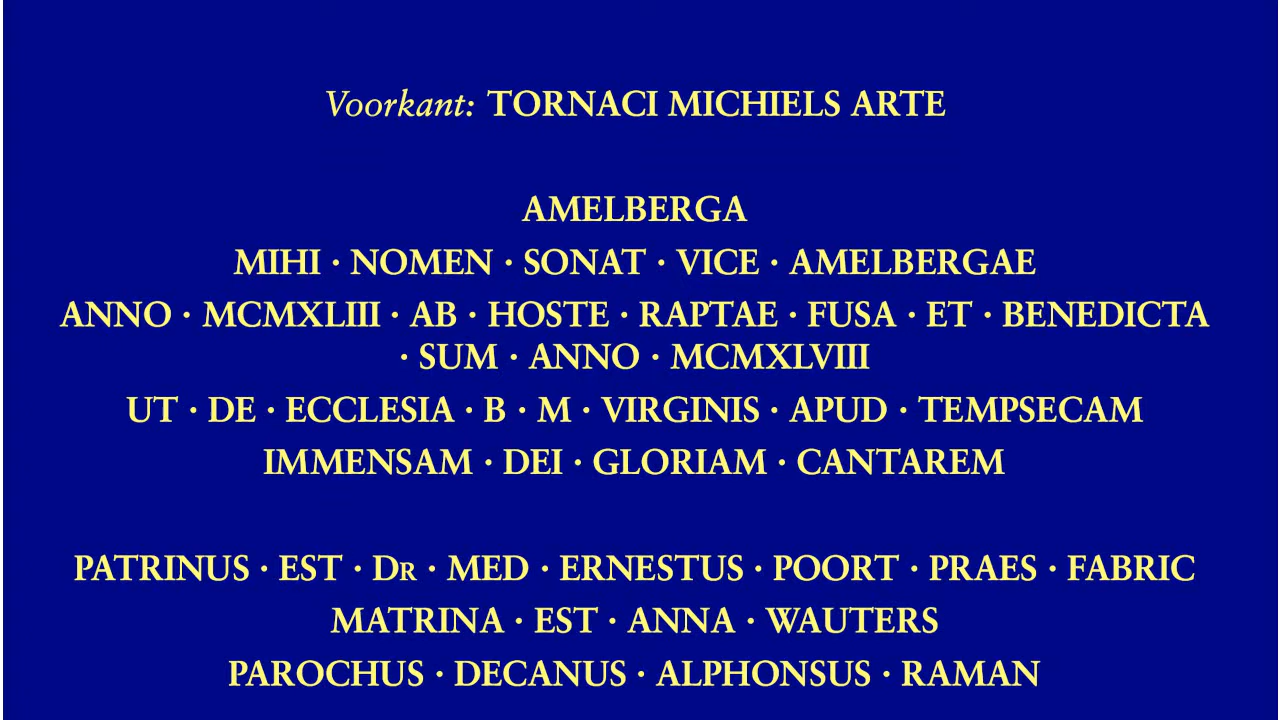 Voorkant: TORNACI MICHIELS ARTE
AMELBERGA
MIHI · NOMEN · SONAT · VICE · AMELBERGAE
ANNO · MCMXLIII · AB · HOSTE · RAPTAE · FUSA · ET · BENEDICTA
· SUM · ANNO · MCMXLVIII
UT · DE · ECCLESIA · B · M · VIRGINIS · APUD · TEMPSECAM
IMMENSAM · DEI · GLORIAM · CANTAREM
PATRINUS · EST · DR · MED · ERNESTUS · POORT · PRAES · FABRIC
MATRINA · EST · ANNA · WAUTERS
PAROCHUS · DECANUS · ALPHONSUS · RAMAN